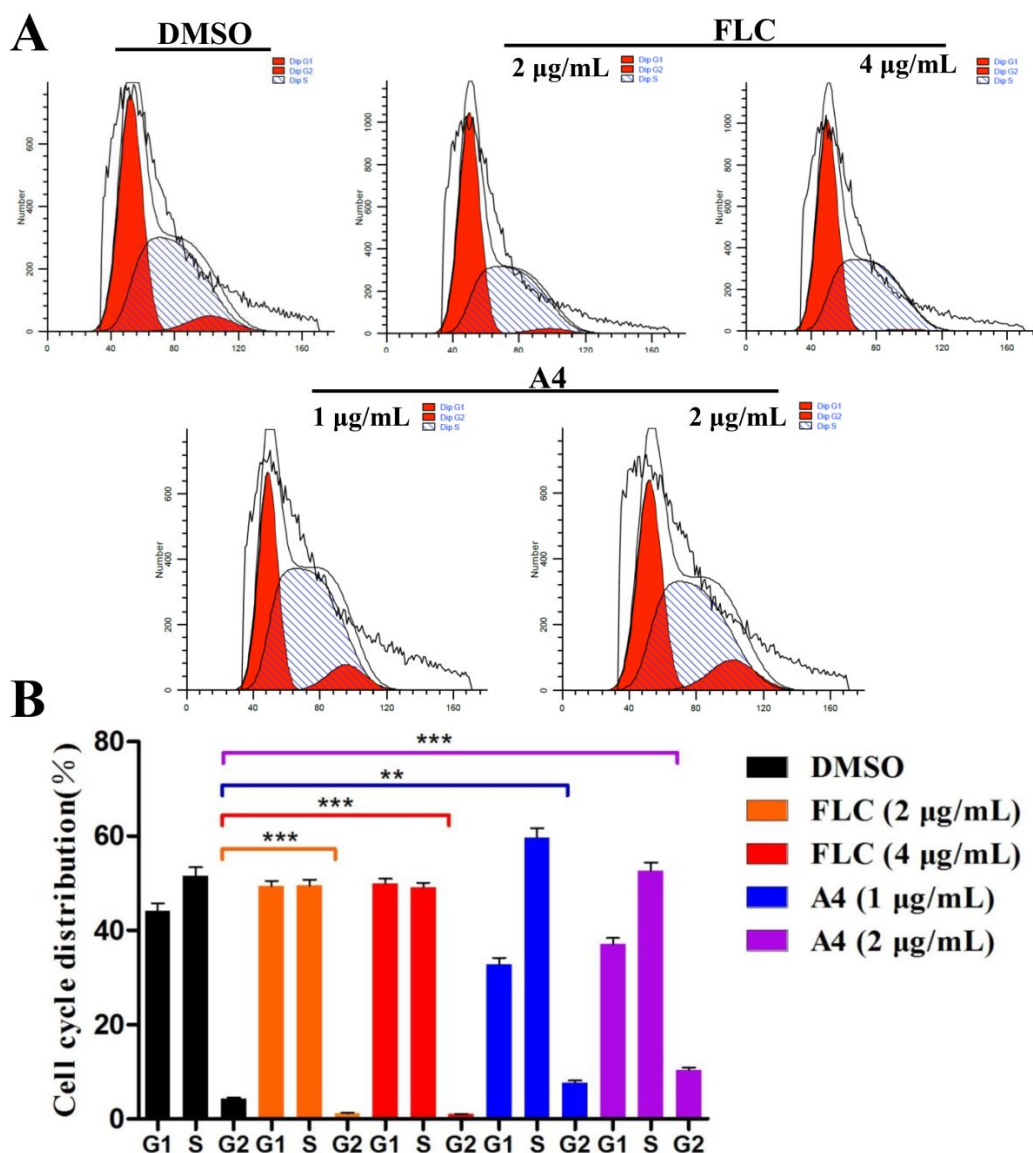 A
DMSO
FLC
2 μg/mL
4 μg/mL
Dip G1
Dip G2
Dip S
Dip G1
Dip G2
Dip S
Dip G1
Dip G2
Dip S
Number
0 200 400 600
0 40 80 120 160
Number
0 200 400 600 800 1000
0 40 80 120 160
Number
0 200 400 600 800 1000
0 40 80 120 160
A4
1 μg/mL
2 μg/mL
Dip G1
Dip G2
Dip S
Dip G1
Dip G2
Dip S
Number
0 200 400 600
0 40 80 120 160
Number
0 200 400 600
0 40 80 120 160
B
Cell cycle distribution(%)
80
60
40
20
0
***
**
***
***
G1 S G2 G1 S G2 G1 S G2 G1 S G2 G1 S G2
DMSO
FLC (2 μg/mL)
FLC (4 μg/mL)
A4 (1 μg/mL)
A4 (2 μg/mL)